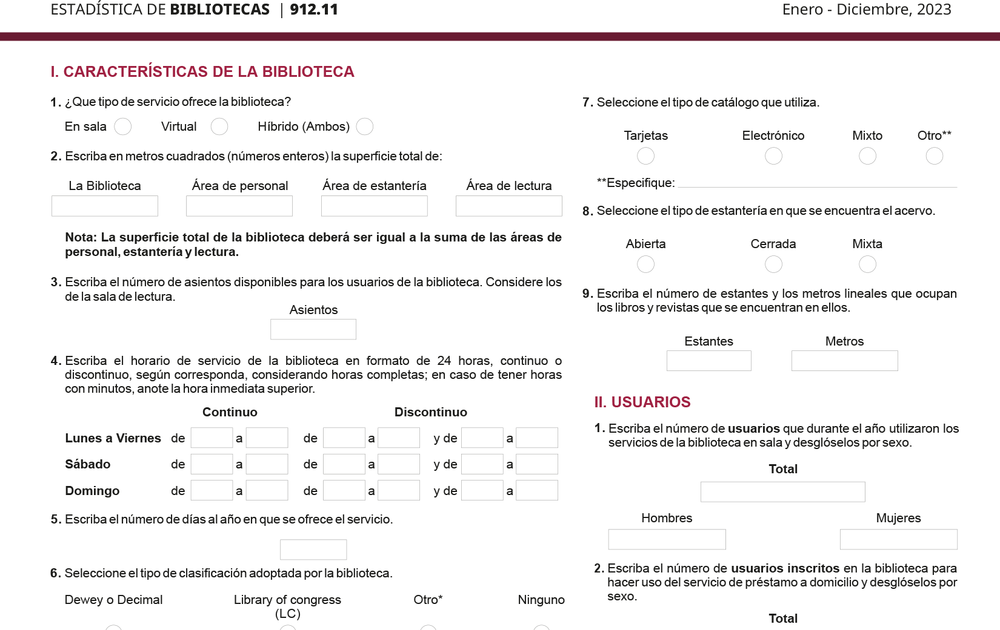 ESTADÍSTICA DE BIBLIOTECAS | 912.11
Enero - Diciembre, 2023
I. CARACTERÍSTICAS DE LA BIBLIOTECA
1. ¿Que tipo de servicio ofrece la biblioteca?
En sala Virtual Híbrido (Ambos)
2. Escriba en metros cuadrados (números enteros) la superficie total de:
La Biblioteca Área de personal Área de estantería Área de lectura
Nota: La superficie total de la biblioteca deberá ser igual a la suma de las áreas de
personal, estantería y lectura.
3. Escriba el número de asientos disponibles para los usuarios de la biblioteca. Considere los
de la sala de lectura.
Asientos
4. Escriba el horario de servicio de la biblioteca en formato de 24 horas, continuo o
discontinuo, según corresponda, considerando horas completas; en caso de tener horas
con minutos, anote la hora inmediata superior.
Continuo Discontinuo
Lunes a Viernes de a de a y de a
Sábado de a de a y de a
Domingo de a de a y de a
5. Escriba el número de días al año en que se ofrece el servicio.
6. Seleccione el tipo de clasificación adoptada por la biblioteca.
Dewey o Decimal Library of congress Otro* Ninguno
(LC)
7. Seleccione el tipo de catálogo que utiliza.
Tarjetas Electrónico Mixto Otro**
**Especifique:
8. Seleccione el tipo de estantería en que se encuentra el acervo.
Abierta Cerrada Mixta
9. Escriba el número de estantes y los metros lineales que ocupan
los libros y revistas que se encuentran en ellos.
Estantes Metros
II. USUARIOS
1. Escriba el número de usuarios que durante el año utilizaron los
servicios de la biblioteca en sala y desglóselos por sexo.
Total
Hombres Mujeres
2. Escriba el número de usuarios inscritos en la biblioteca para
hacer uso del servicio de préstamo a domicilio y desglóselos por
sexo.
Total